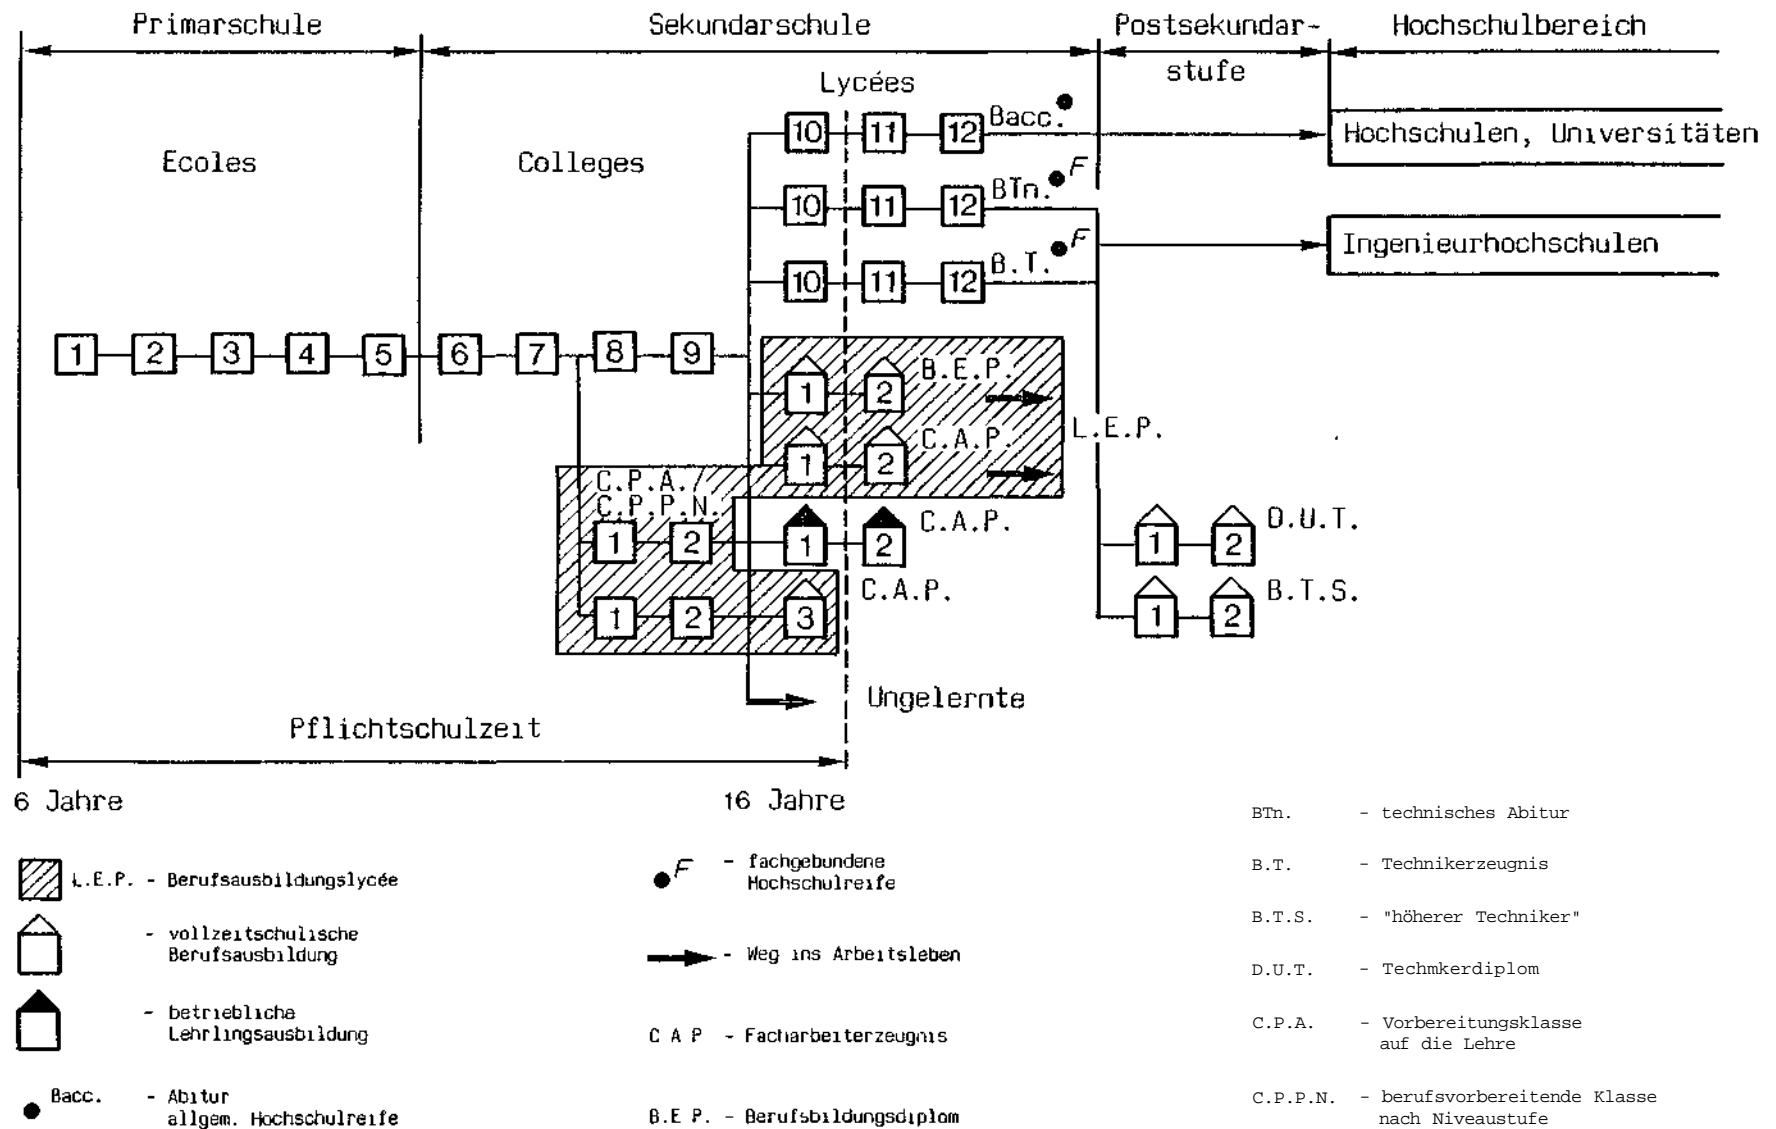 Primarschule
Sekundarschule
Postsekundar-
stufe
Hochschulbereich
Lycées
Ecoles
Colleges
10 11 12 Bacc.
Hochschulen, Universitäten
10 11 12 BTn. F
10 11 12 B.T. F
Ingenieurhochschulen
1 2 3 4 5 6 7 8 9
1 2 B.E.P.
1 2 C.A.P.
L.E.P.
C.P.A./
C.P.P.N.
1 2 1 2 C.A.P.
1 2 3 C.A.P.
1 2 D.U.T.
1 2 B.T.S.
Ungelernte
Pflichtschulzeit
6 Jahre
16 Jahre
L.E.P. - Berufsausbildungslycée
- vollzeitschulische
Berufsausbildung
- betriebliche
Lehrlingsausbildung
Bacc. - Abitur
allgem. Hochschulreife
F - fachgebundene
Hochschulreife
- Weg ins Arbeitsleben
C A P - Facharbeiterzeugnis
B.E P. - Berufsbildungsdiplom
BTn. - technisches Abitur
B.T. - Technikerzeugnis
B.T.S. - "höherer Techniker"
D.U.T. - Techmkerdiplom
C.P.A. - Vorbereitungsklasse
auf die Lehre
C.P.P.N. - berufsvorbereitende Klasse
nach Niveaustufe